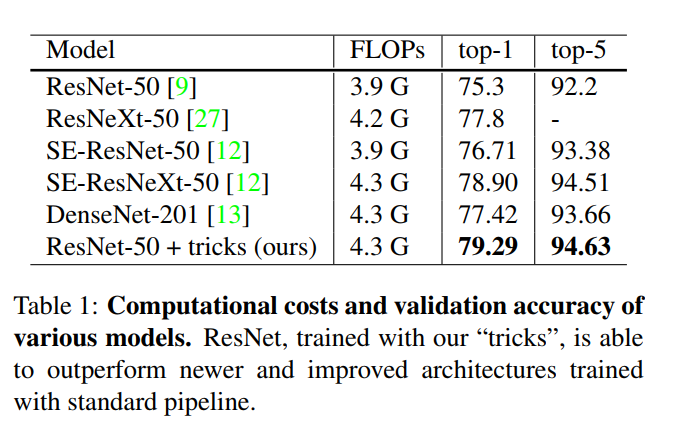 Model FLOPs top-1 top-5
ResNet-50 [9] 3.9 G 75.3 92.2
ResNeXt-50 [27] 4.2 G 77.8 -
SE-ResNet-50 [12] 3.9 G 76.71 93.38
SE-ResNeXt-50 [12] 4.3 G 78.90 94.51
DenseNet-201 [13] 4.3 G 77.42 93.66
ResNet-50 + tricks (ours) 4.3 G 79.29 94.63
Table 1: Computational costs and validation accuracy of
various models. ResNet, trained with our “tricks”, is able
to outperform newer and improved architectures trained
with standard pipeline.